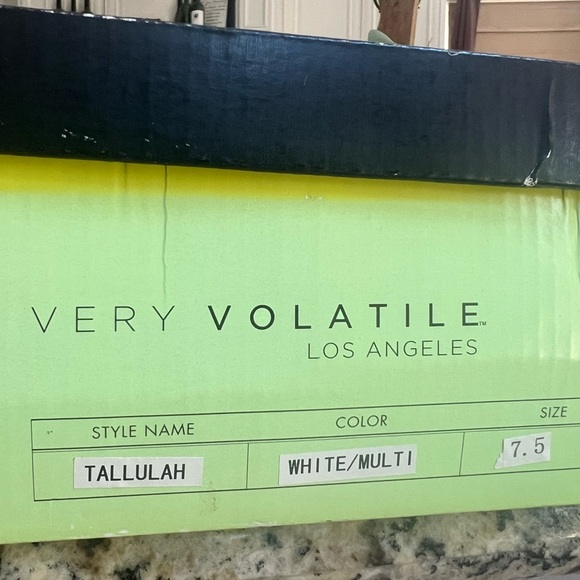 VERY VOLATILE™
LOS ANGELES
STYLE NAME COLOR SIZE
TALLULAH WHITE/MULTI 7.5